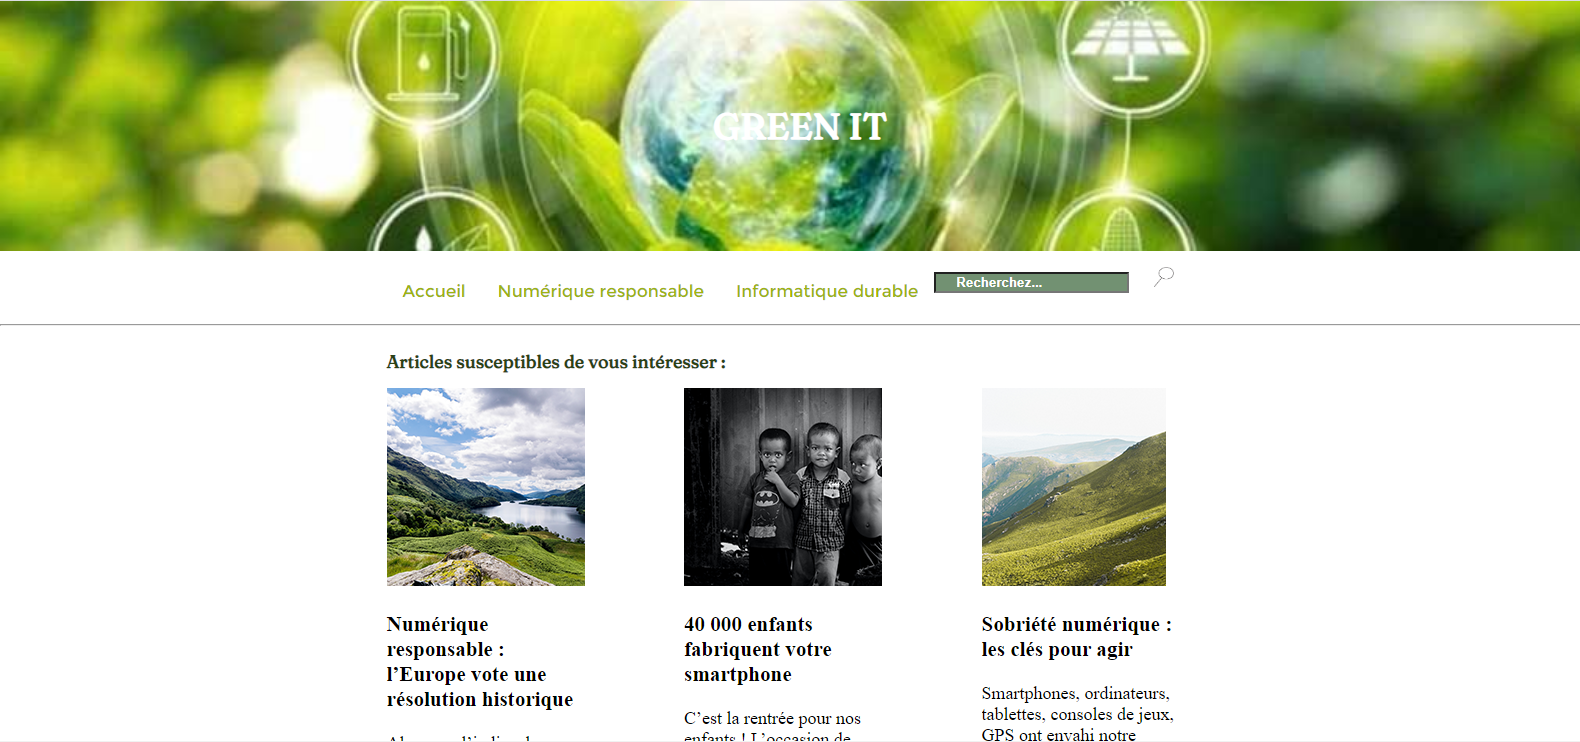 GREEN IT
Accueil Numérique responsable Informatique durable Recherchez...
Articles susceptibles de vous intéresser :
Numérique
responsable :
l’Europe vote une
résolution historique
40 000 enfants
fabriquent votre
smartphone
C’est la rentrée pour nos
enfants ! L’occasion de
Sobriété numérique :
les clés pour agir
Smartphones, ordinateurs,
tablettes, consoles de jeux,
GPS ont envahi notre